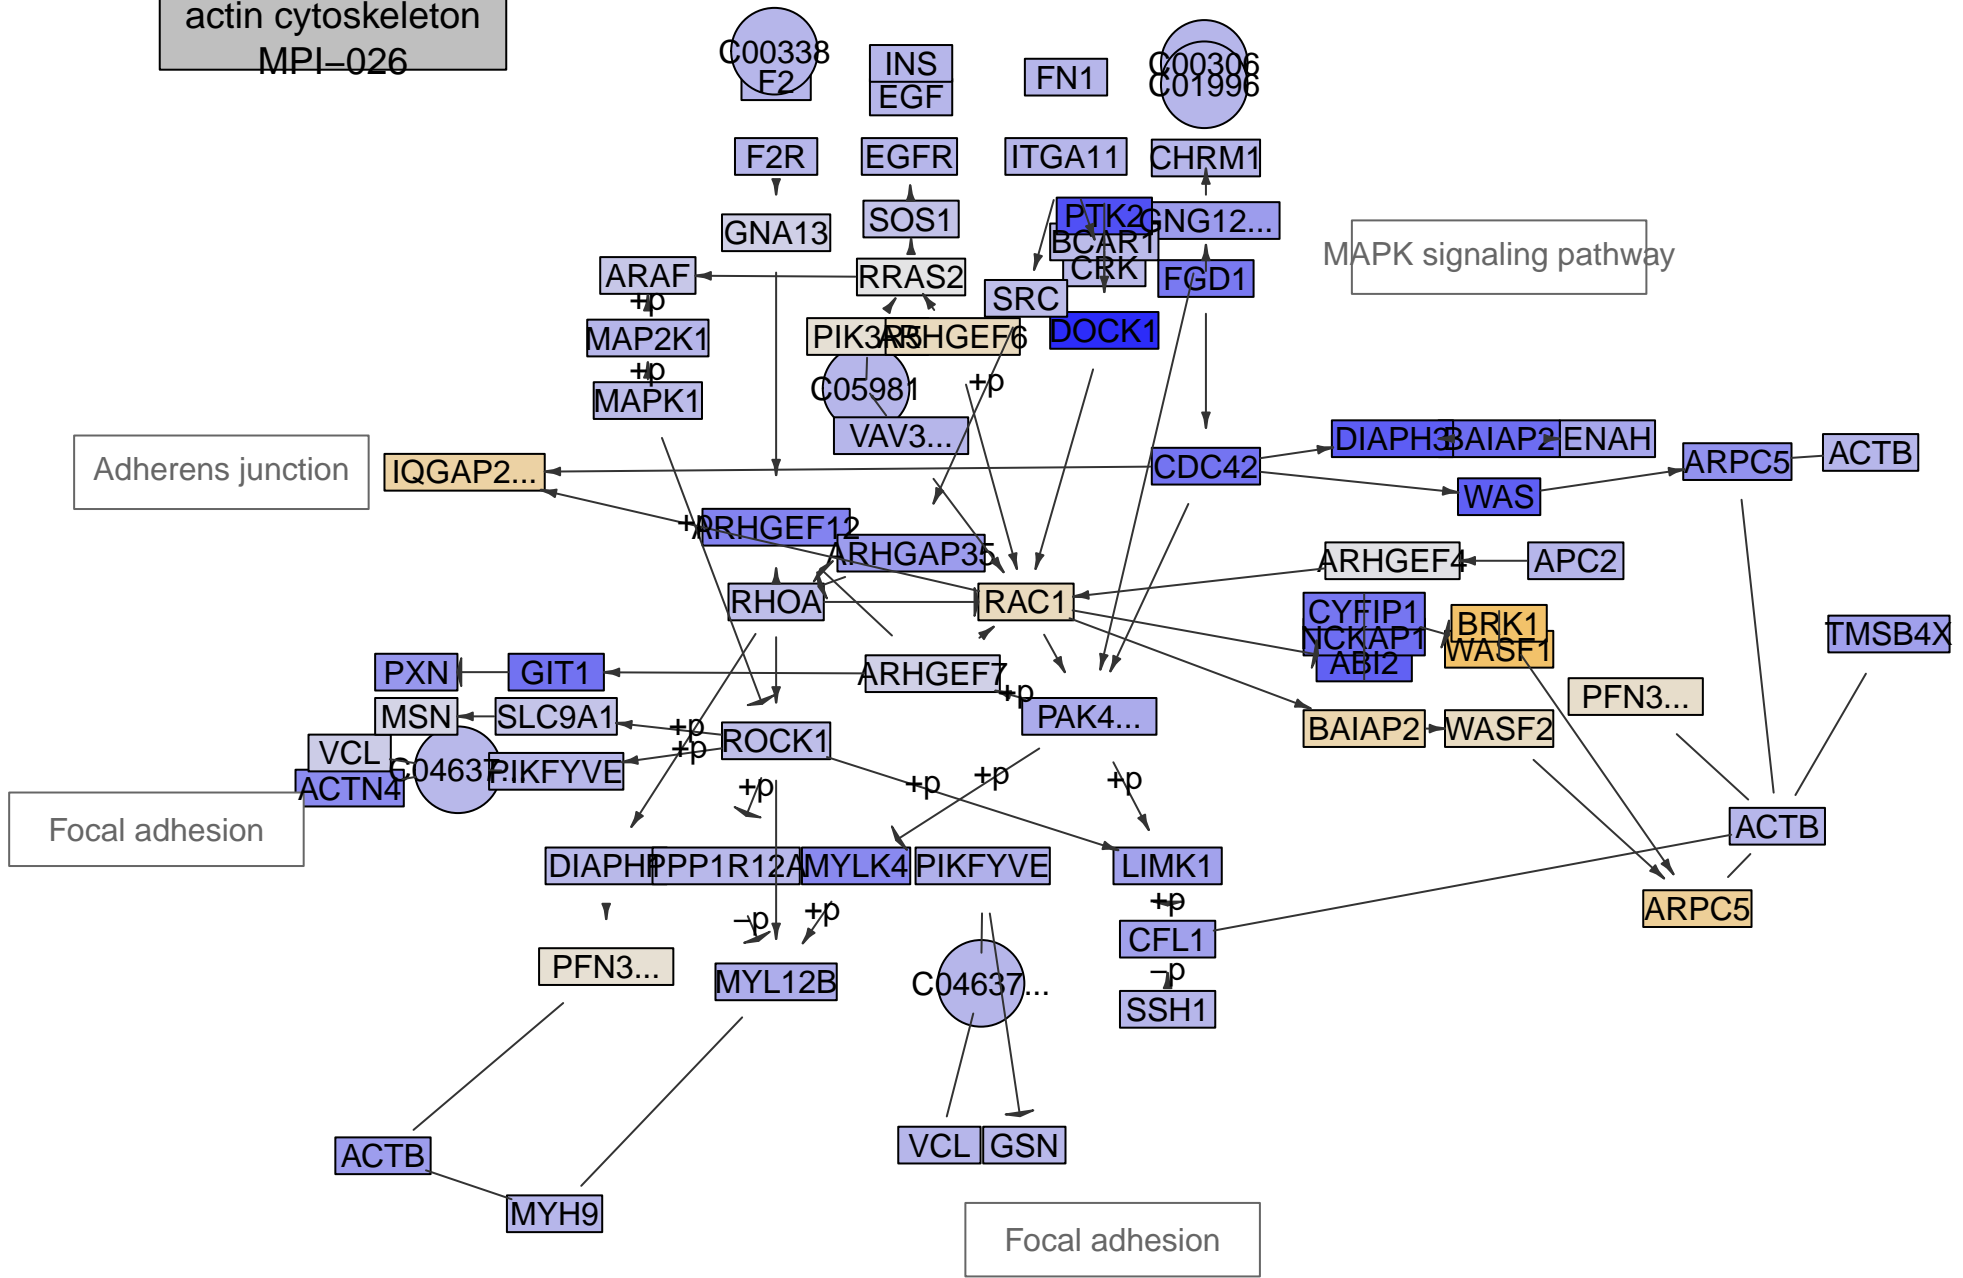 actin cytoskeleton
MPI−026
C00338
F2
INS
EGF
FN1
C00306
C01996
F2R
EGFR
ITGA11
CHRM1
GNA13
SOS1
PTK2
GNG12...
BCAR1
CRK
MAPK signaling pathway
ARAF
RRAS2
SRC
FGD1
+p
MAP2K1
ARHGEF6
DOCK1
+p
MAPK1
C05981
+p
VAV3...
Adherens junction
IQGAP2...
CDC42
DIAPH3
BAIAP2
ENAH
ARPC5
ACTB
WAS
+p
ARHGEF12
ARHGAP35
ARHGEF4
APC2
RHOA
RAC1
CYFIP1
NCKAP1
ABI2
BRK1
WASF1
TMSB4X
PXN
GIT1
ARHGEF7
+p
PFN3...
MSN
SLC9A1
+p
ROCK1
PAK4...
BAIAP2
WASF2
VCL
ACTN4
C04637...
PIKFYVE
+p
+p
+p
+p
+p
Focal adhesion
ACTB
PPP1R12A
MYLK4
PIKFYVE
LIMK1
−p
+p
+p
ARPC5
CFL1
PFN3...
MYL12B
C04637...
−p
SSH1
ACTB
VCL
GSN
MYH9
Focal adhesion